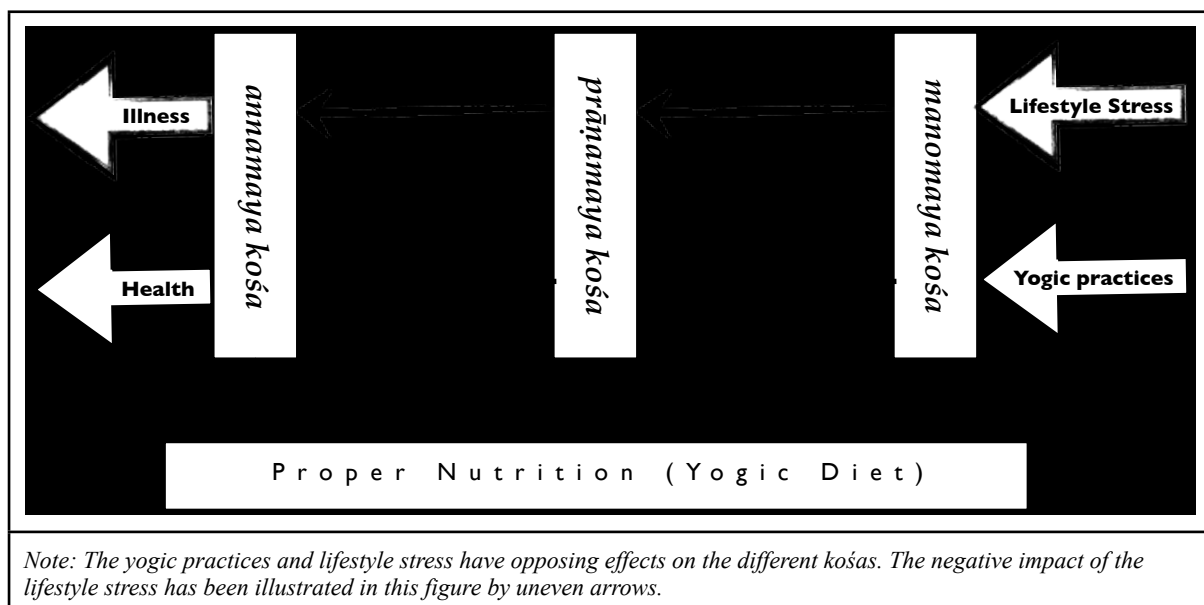 Illness
annamaya kośa
prāṇamaya kośa
manomaya kośa
Lifestyle Stress
Health
Yogic practices
Proper Nutrition (Yogic Diet)
Note: The yogic practices and lifestyle stress have opposing effects on the different kośas. The negative impact of the
lifestyle stress has been illustrated in this figure by uneven arrows.